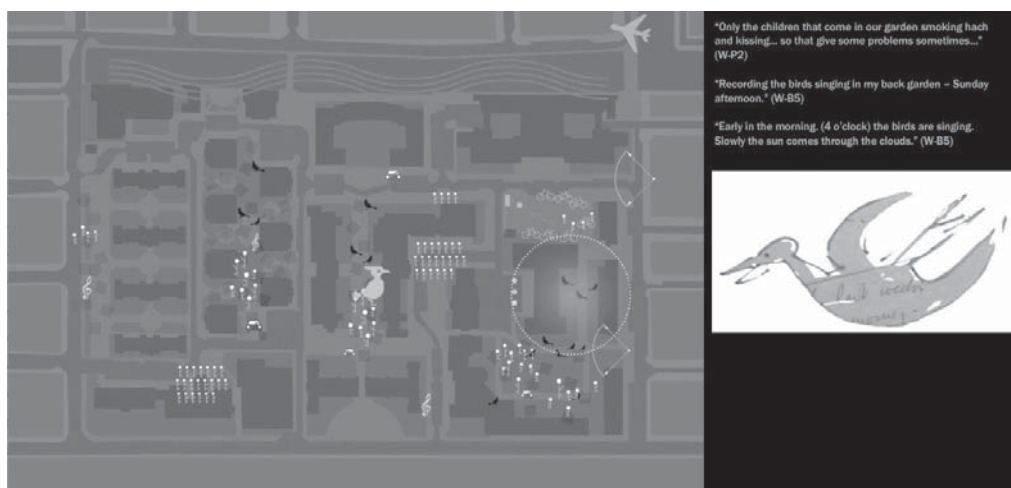 "Only the children that come in our garden smoking hach
and kissing... so that give some problems sometimes..."
(W-P2)
"Recording the birds singing in my back garden – Sunday
afternoon." (W-B5)
"Early in the morning. (4 o'clock) the birds are singing.
Slowly the sun comes through the clouds." (W-B5)